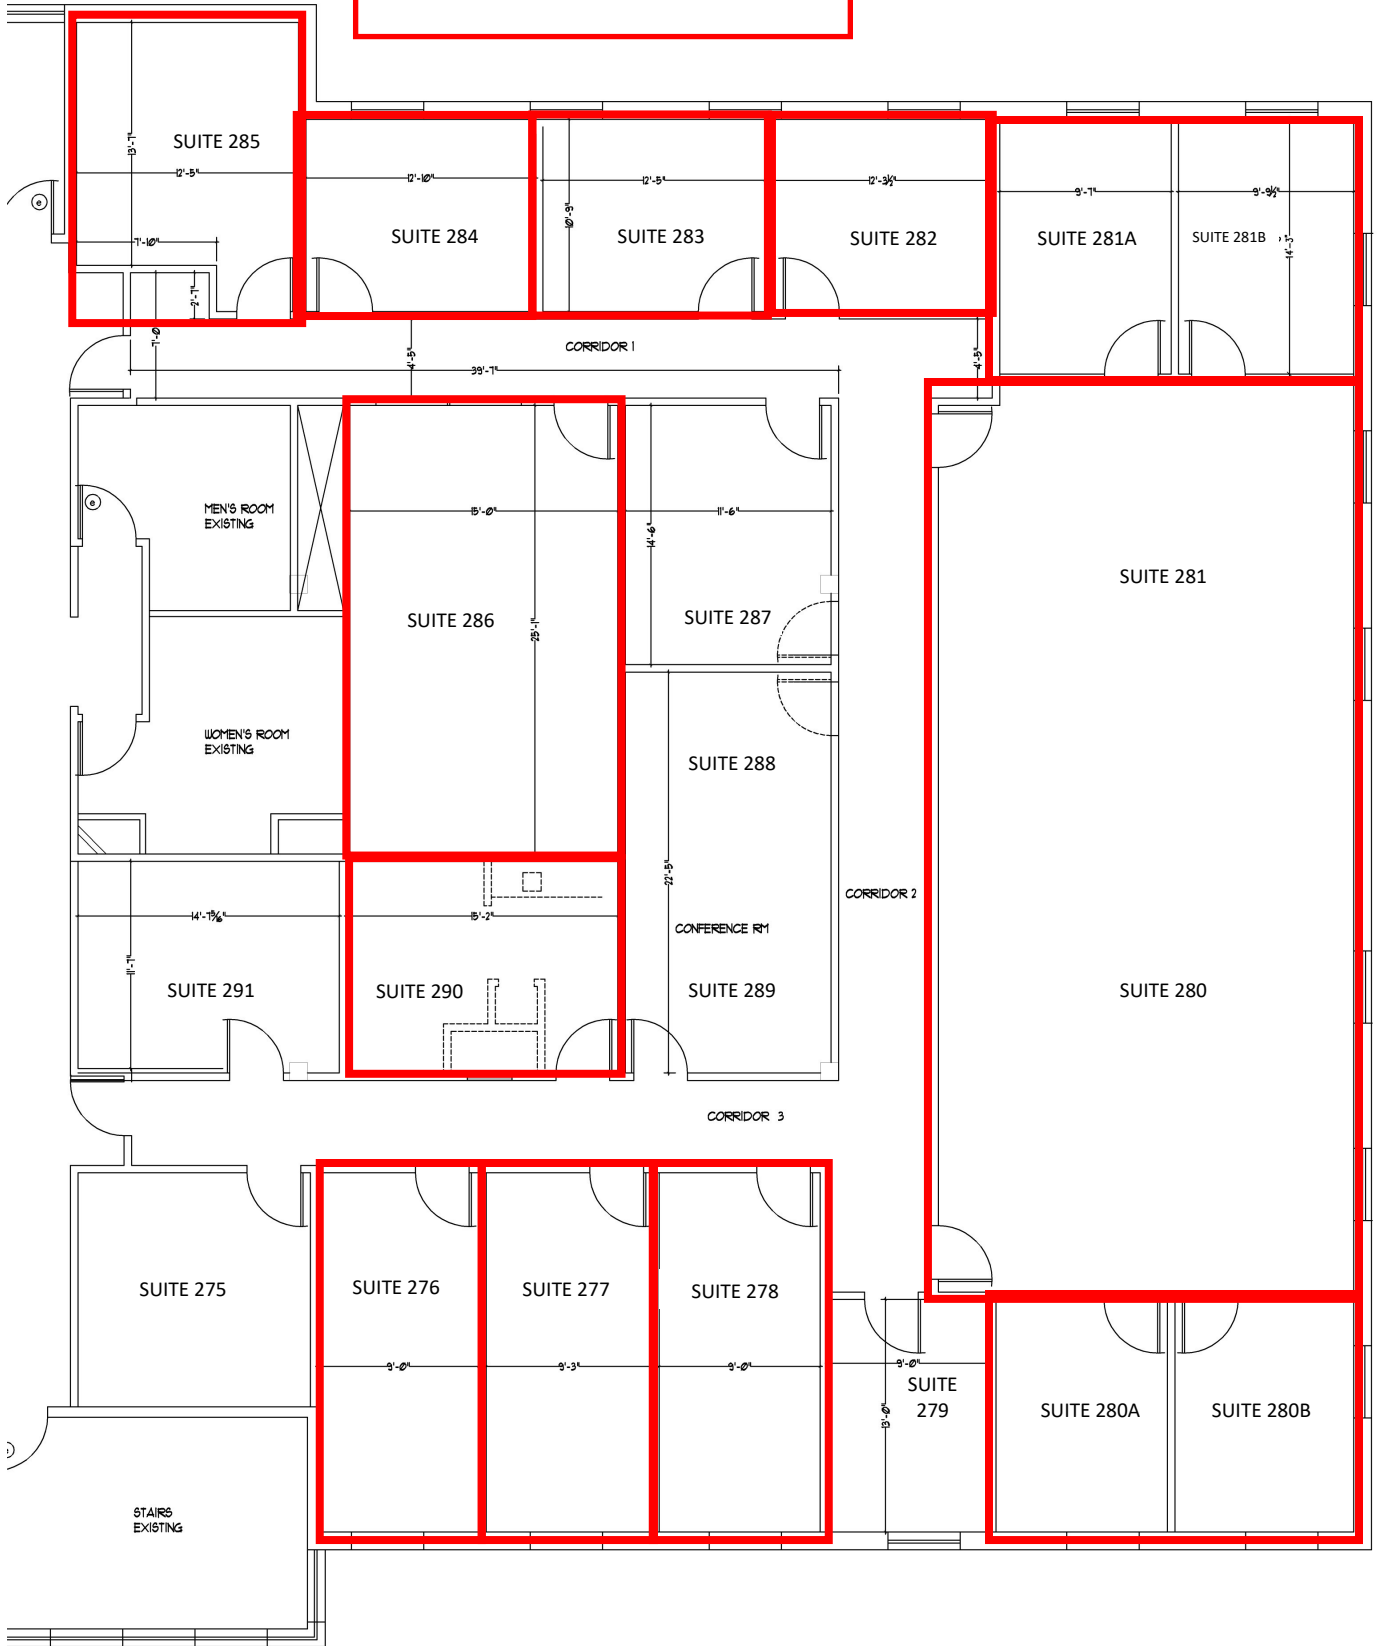 SUITE 285
13'-7"
12'-5"
7'-10"
2'-7"
7'-0
SUITE 284
12'-10"
SUITE 283
12'-5"
10'-9"
SUITE 282
12'-3½"
SUITE 281A
9'-7"
SUITE 281B
9'-9½"
14'-3"
CORRIDOR 1
4'-5"
39'-7"
4'-5"
MEN'S ROOM
EXISTING
15'-0"
11'-6"
14'-6"
SUITE 286
25'-1"
SUITE 287
SUITE 281
WOMEN'S ROOM
EXISTING
SUITE 288
22'-5"
CORRIDOR 2
14'-7⁵⁄₁₆"
15'-2"
CONFERENCE RM
11'-7"
SUITE 291
SUITE 290
SUITE 289
SUITE 280
CORRIDOR 3
SUITE 275
SUITE 276
SUITE 277
SUITE 278
9'-0"
9'-3"
9'-0"
9'-0"
SUITE
279
13'-0"
SUITE 280A
SUITE 280B
STAIRS
EXISTING